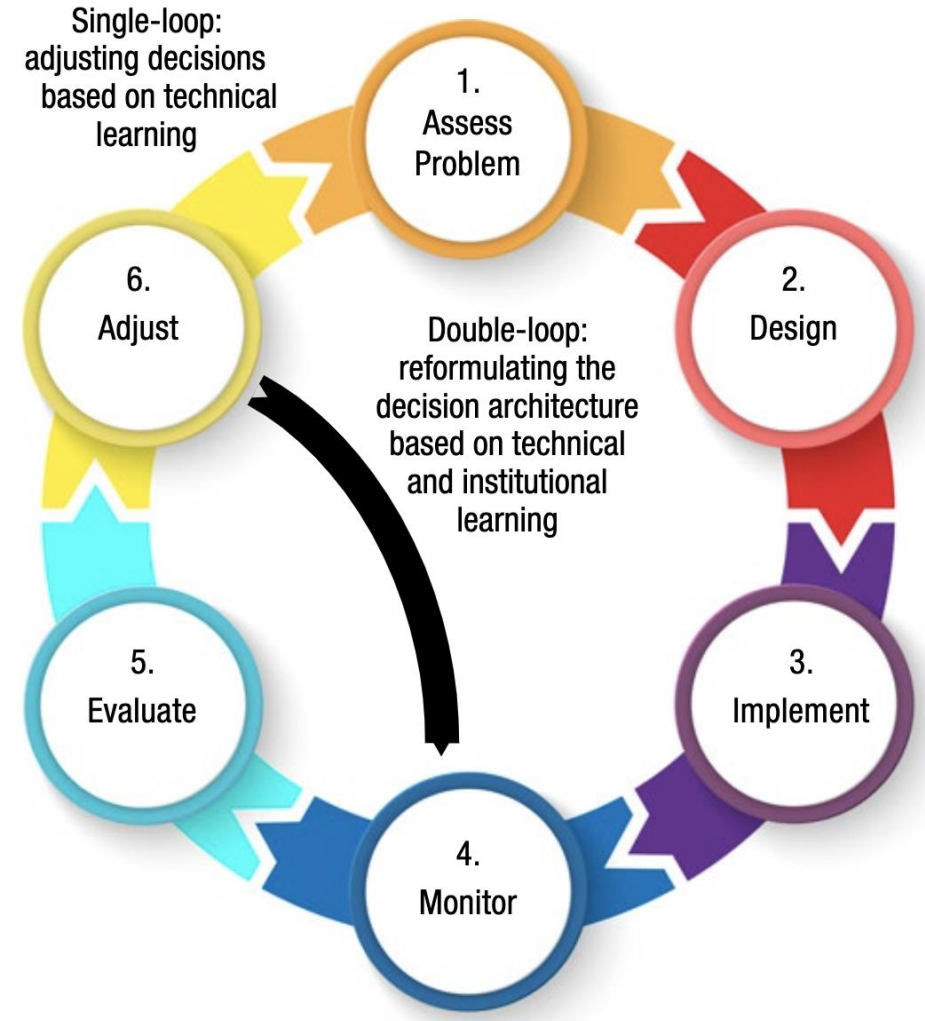 Single-loop:
adjusting decisions
based on technical
learning
1.
Assess
Problem
2.
Design
Double-loop:
reformulating the
decision architecture
based on technical
and institutional
learning
3.
Implement
4.
Monitor
5.
Evaluate
6.
Adjust